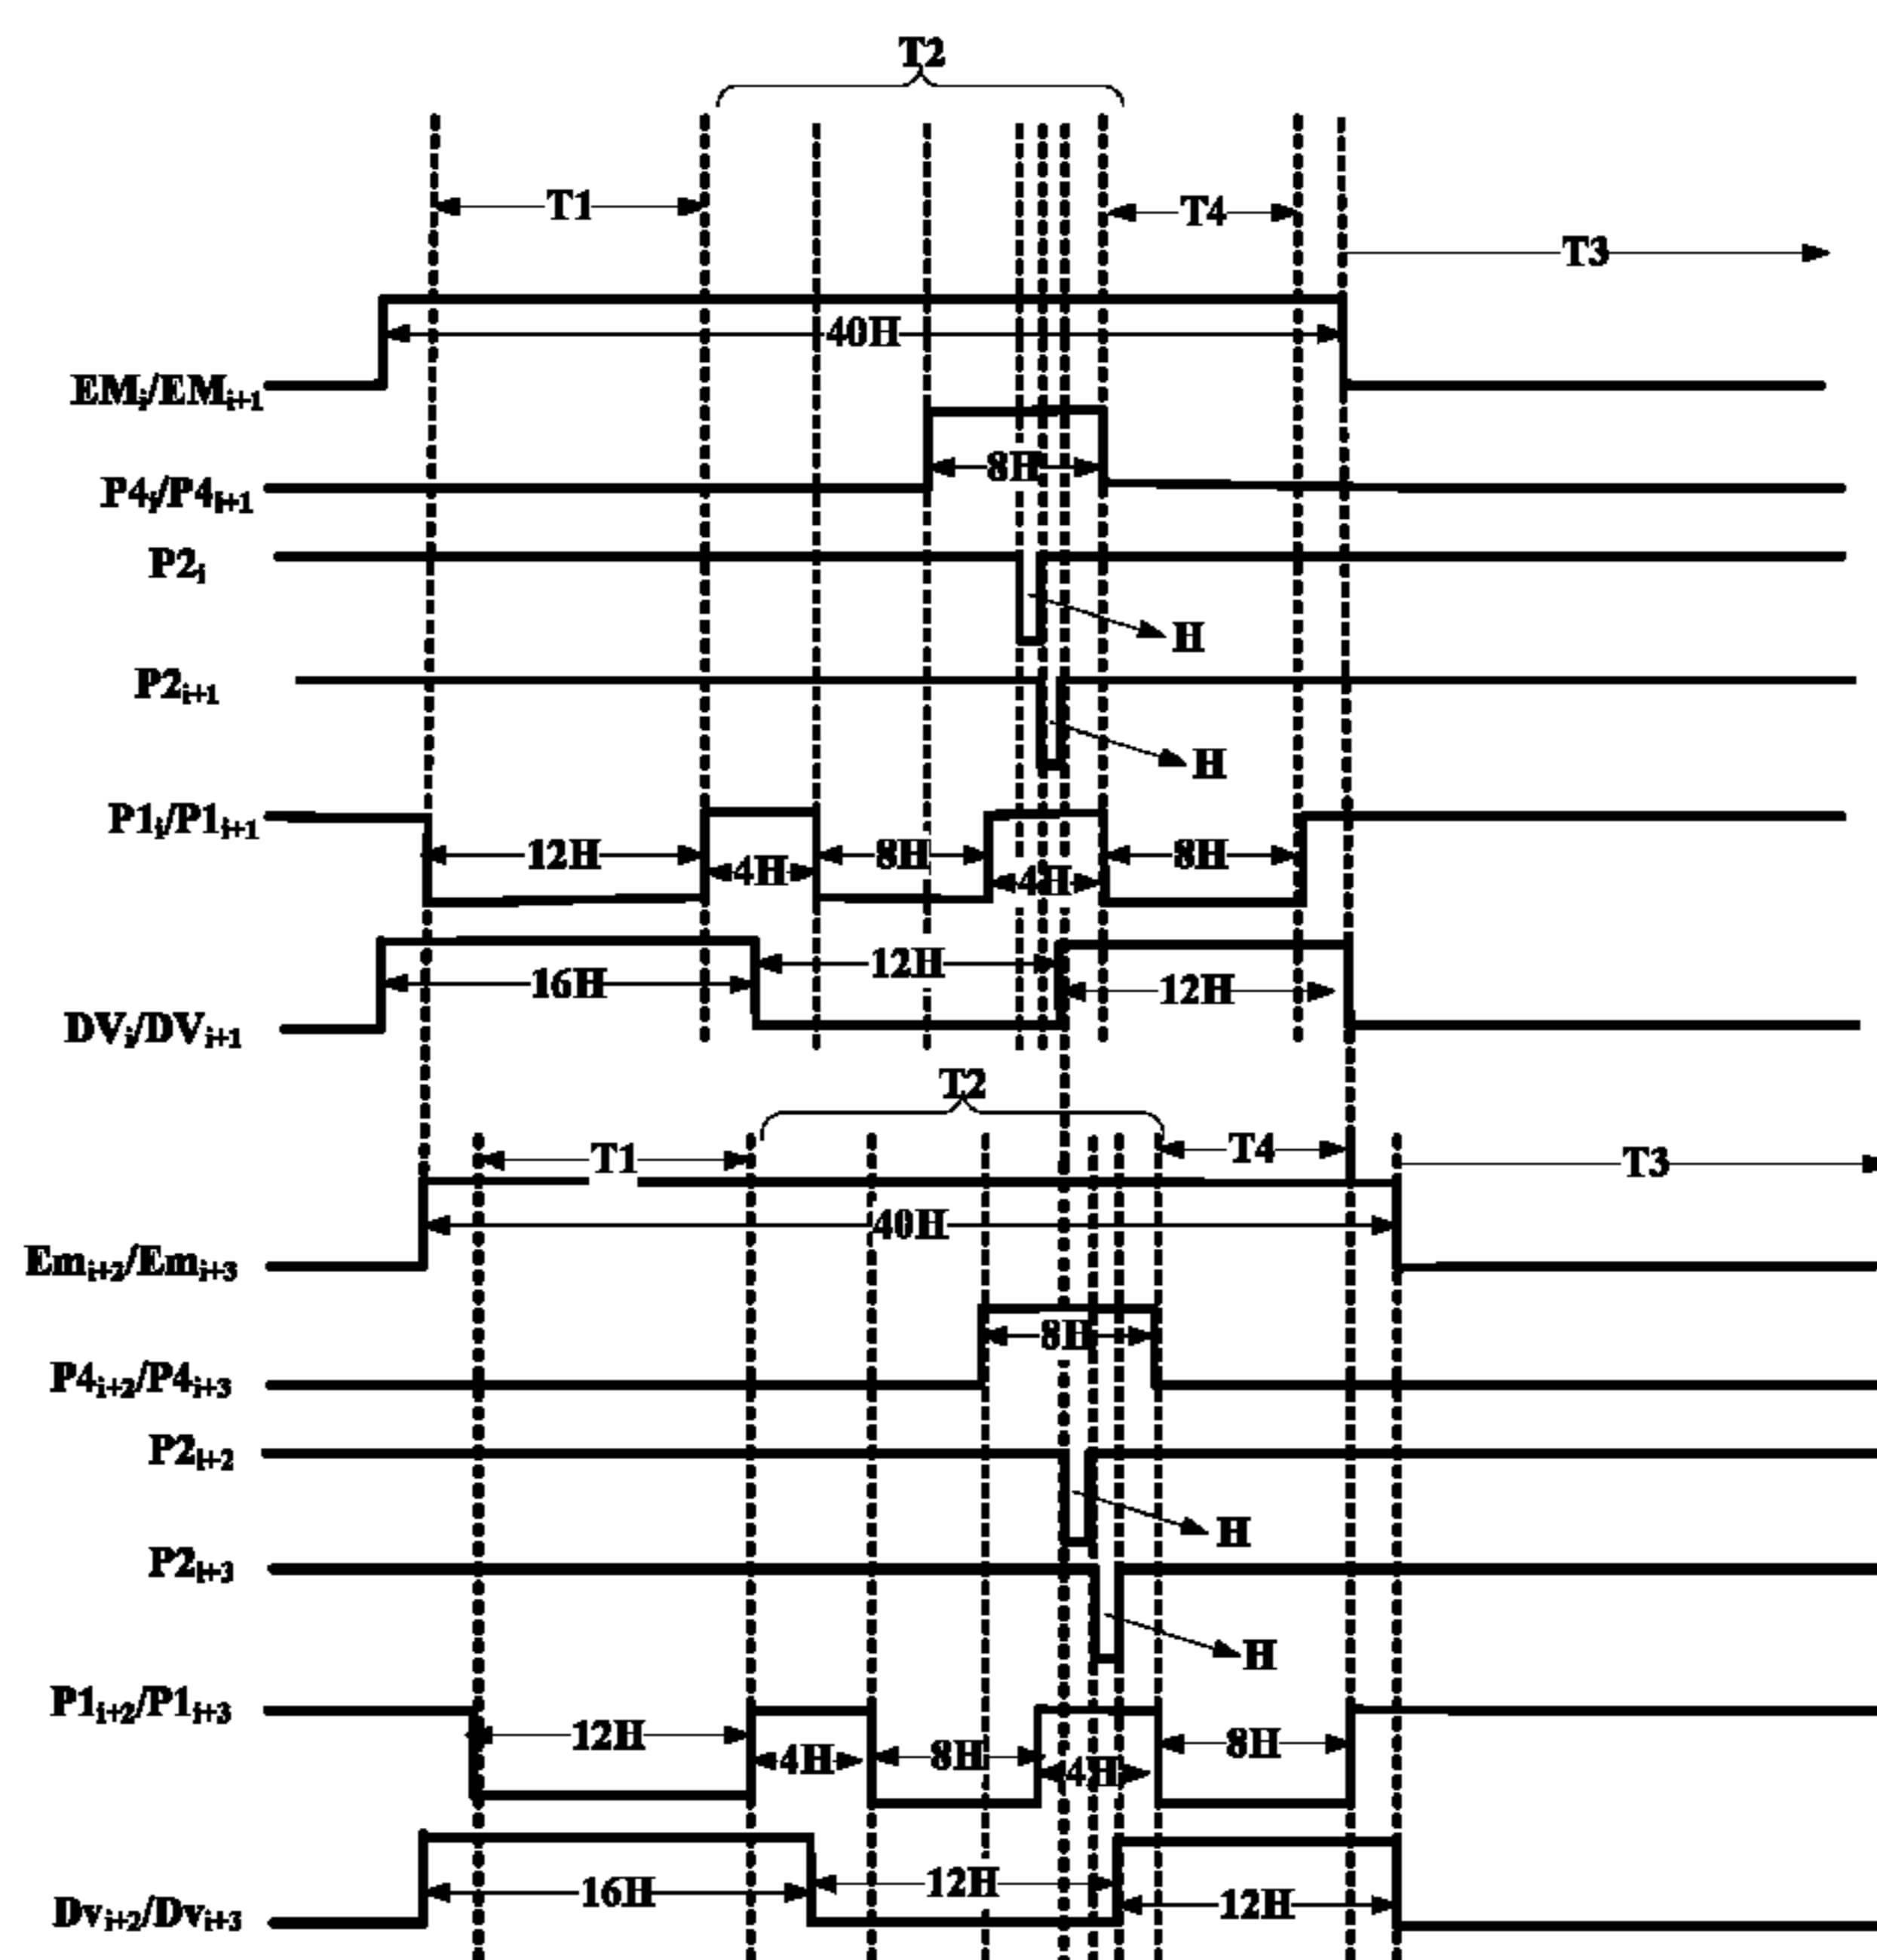 T2
T1
T4
T3
40H
EMᵢ/EMᵢ₊₁
8H
P4ᵢ/P4ᵢ₊₁
P2ᵢ
H
P2ᵢ₊₁
H
P1ᵢ/P1ᵢ₊₁
12H
4H
8H
4H
8H
12H
16H
12H
DVᵢ/DVᵢ₊₁
T2
T1
T4
T3
40H
Emᵢ₊₂/Emᵢ₊₃
8H
P4ᵢ₊₂/P4ᵢ₊₃
P2ᵢ₊₂
H
P2ᵢ₊₃
H
P1ᵢ₊₂/P1ᵢ₊₃
12H
4H
8H
4H
8H
12H
16H
12H
Dvᵢ₊₂/Dvᵢ₊₃